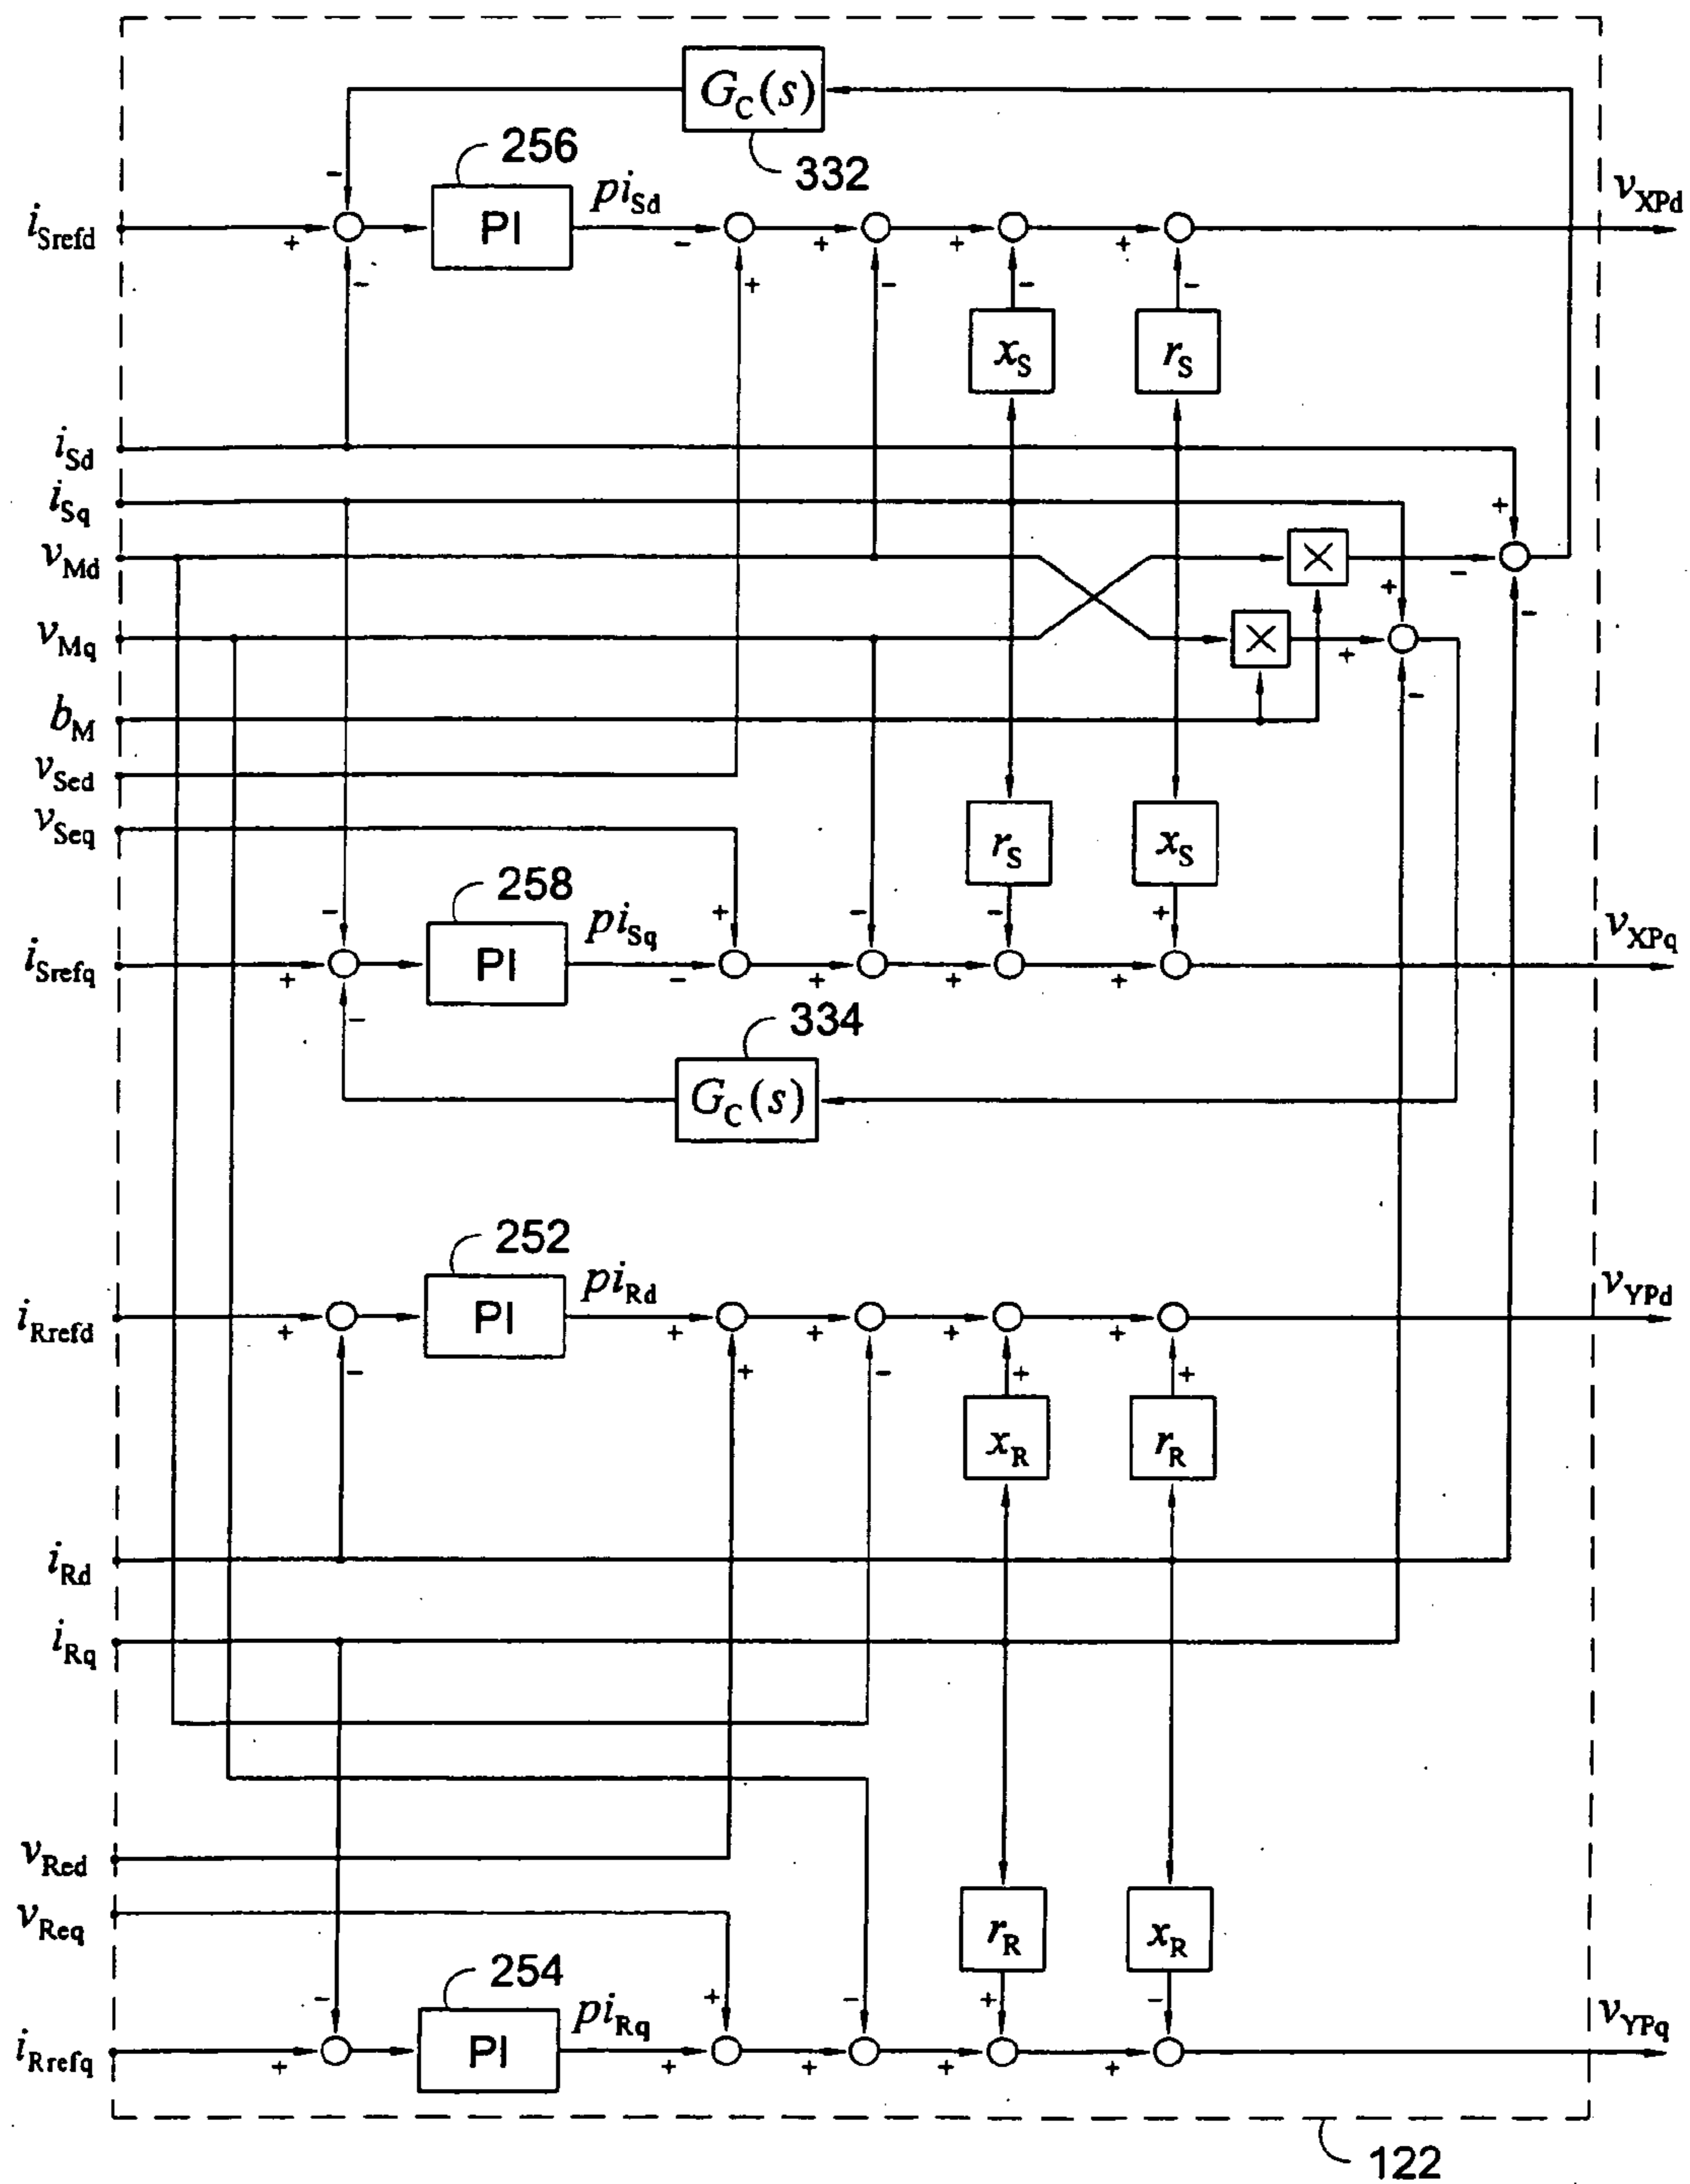 G_C(s)
332
256
pi_Sd
v_XPd
i_Srefd
+
-
PI
-
+
+
+
-
+
-
-
-
x_S
r_S
i_Sd
i_Sq
+
v_Md
×
-
+
-
v_Mq
×
+
-
b_M
v_Sed
v_Seq
r_S
x_S
258
pi_Sq
-
+
-
-
+
v_XPq
i_Srefq
+
PI
-
+
+
+
-
334
G_C(s)
252
pi_Rd
v_YPd
i_Rrefd
+
PI
+
+
+
+
-
+
-
+
+
x_R
r_R
i_Rd
i_Rq
v_Red
v_Req
r_R
x_R
254
pi_Rq
-
+
-
+
-
v_YPq
i_Rrefq
+
PI
+
+
+
+
122